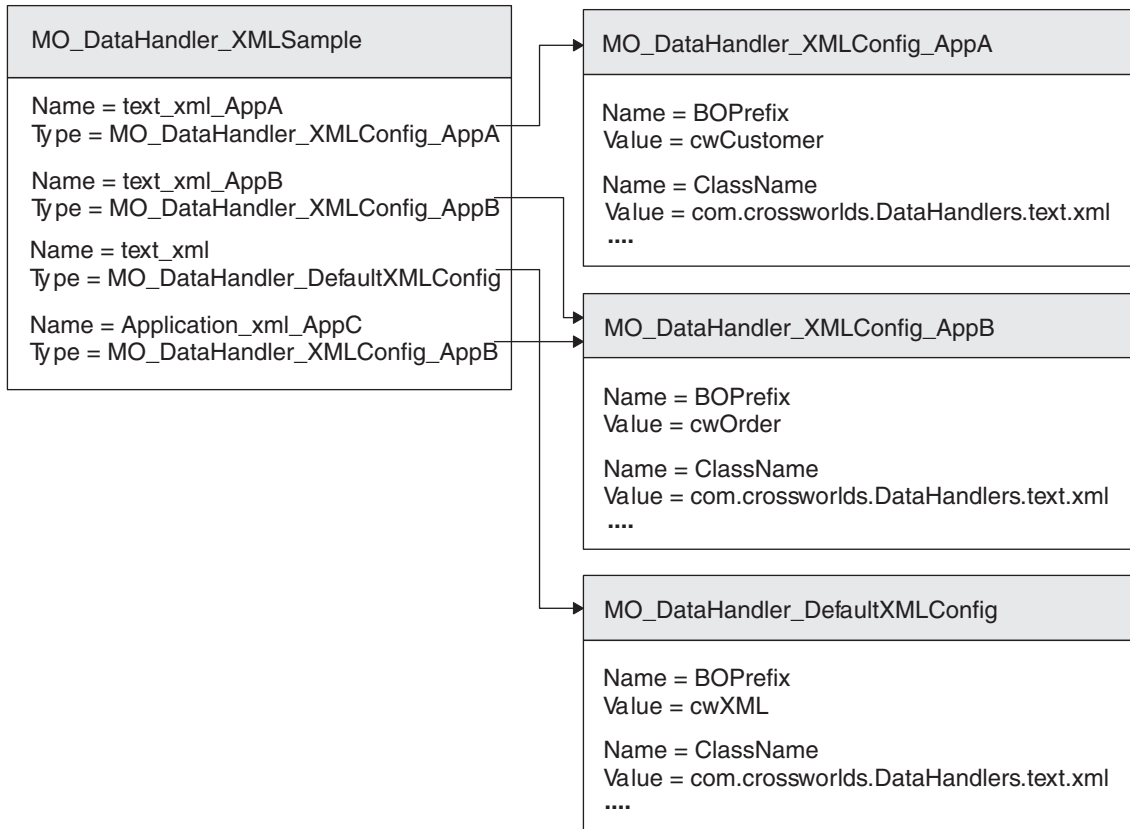 MO_DataHandler_XMLSample
Name = text_xml_AppA
Type = MO_DataHandler_XMLConfig_AppA
Name = text_xml_AppB
Type = MO_DataHandler_XMLConfig_AppB
Name = text_xml
Type = MO_DataHandler_DefaultXMLConfig
Name = Application_xml_AppC
Type = MO_DataHandler_XMLConfig_AppB
MO_DataHandler_XMLConfig_AppA
Name = BOPrefix
Value = cwCustomer
Name = ClassName
Value = com.crossworlds.DataHandlers.text.xml
....
MO_DataHandler_XMLConfig_AppB
Name = BOPrefix
Value = cwOrder
Name = ClassName
Value = com.crossworlds.DataHandlers.text.xml
....
MO_DataHandler_DefaultXMLConfig
Name = BOPrefix
Value = cwXML
Name = ClassName
Value = com.crossworlds.DataHandlers.text.xml
....